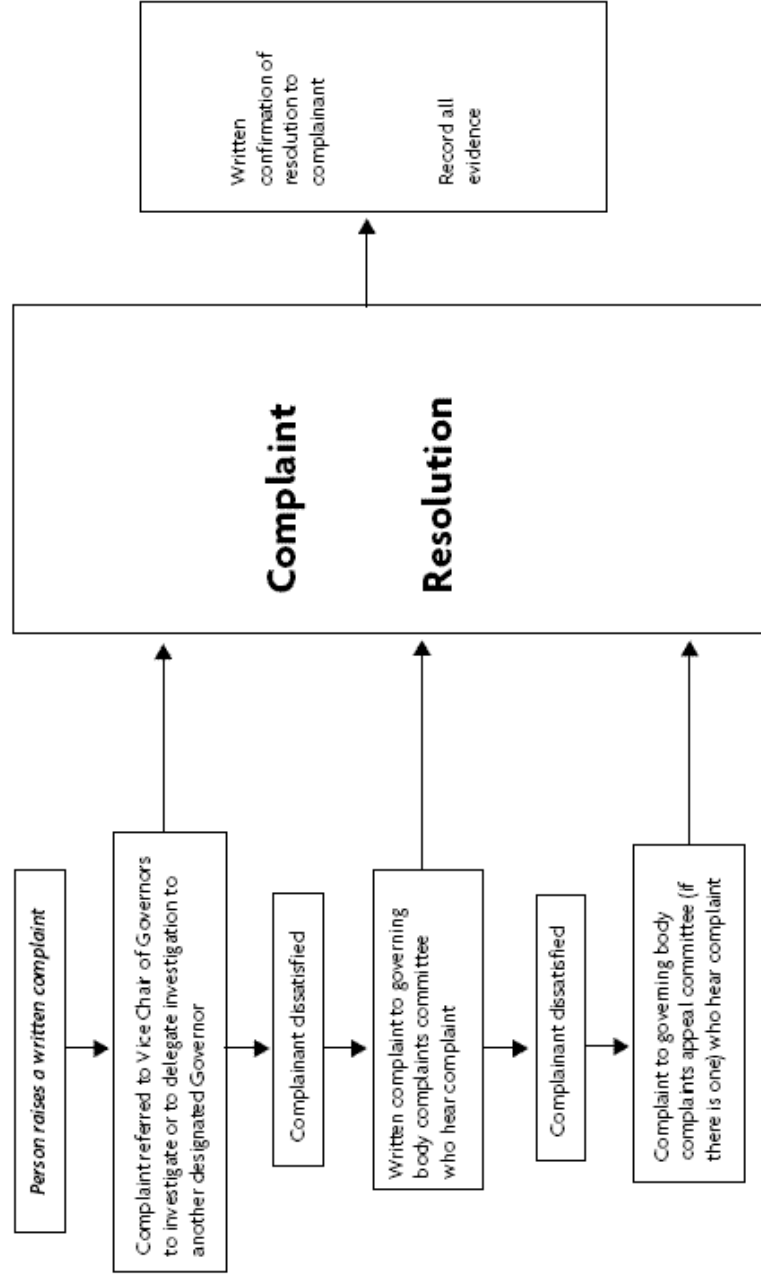 Person raises a written complaint
Complaint referred to Vice Chair of Governors
to investigate or to delegate investigation to
another designated Governor
Complainant dissatisfied
Written complaint to governing
body complaints committee
who hear complaint
Complainant dissatisfied
Complaint to governing body
complaints appeal committee (if
there is one) who hear complaint
Complaint
Resolution
Written
confirmation of
resolution to
complainant
Record all
evidence